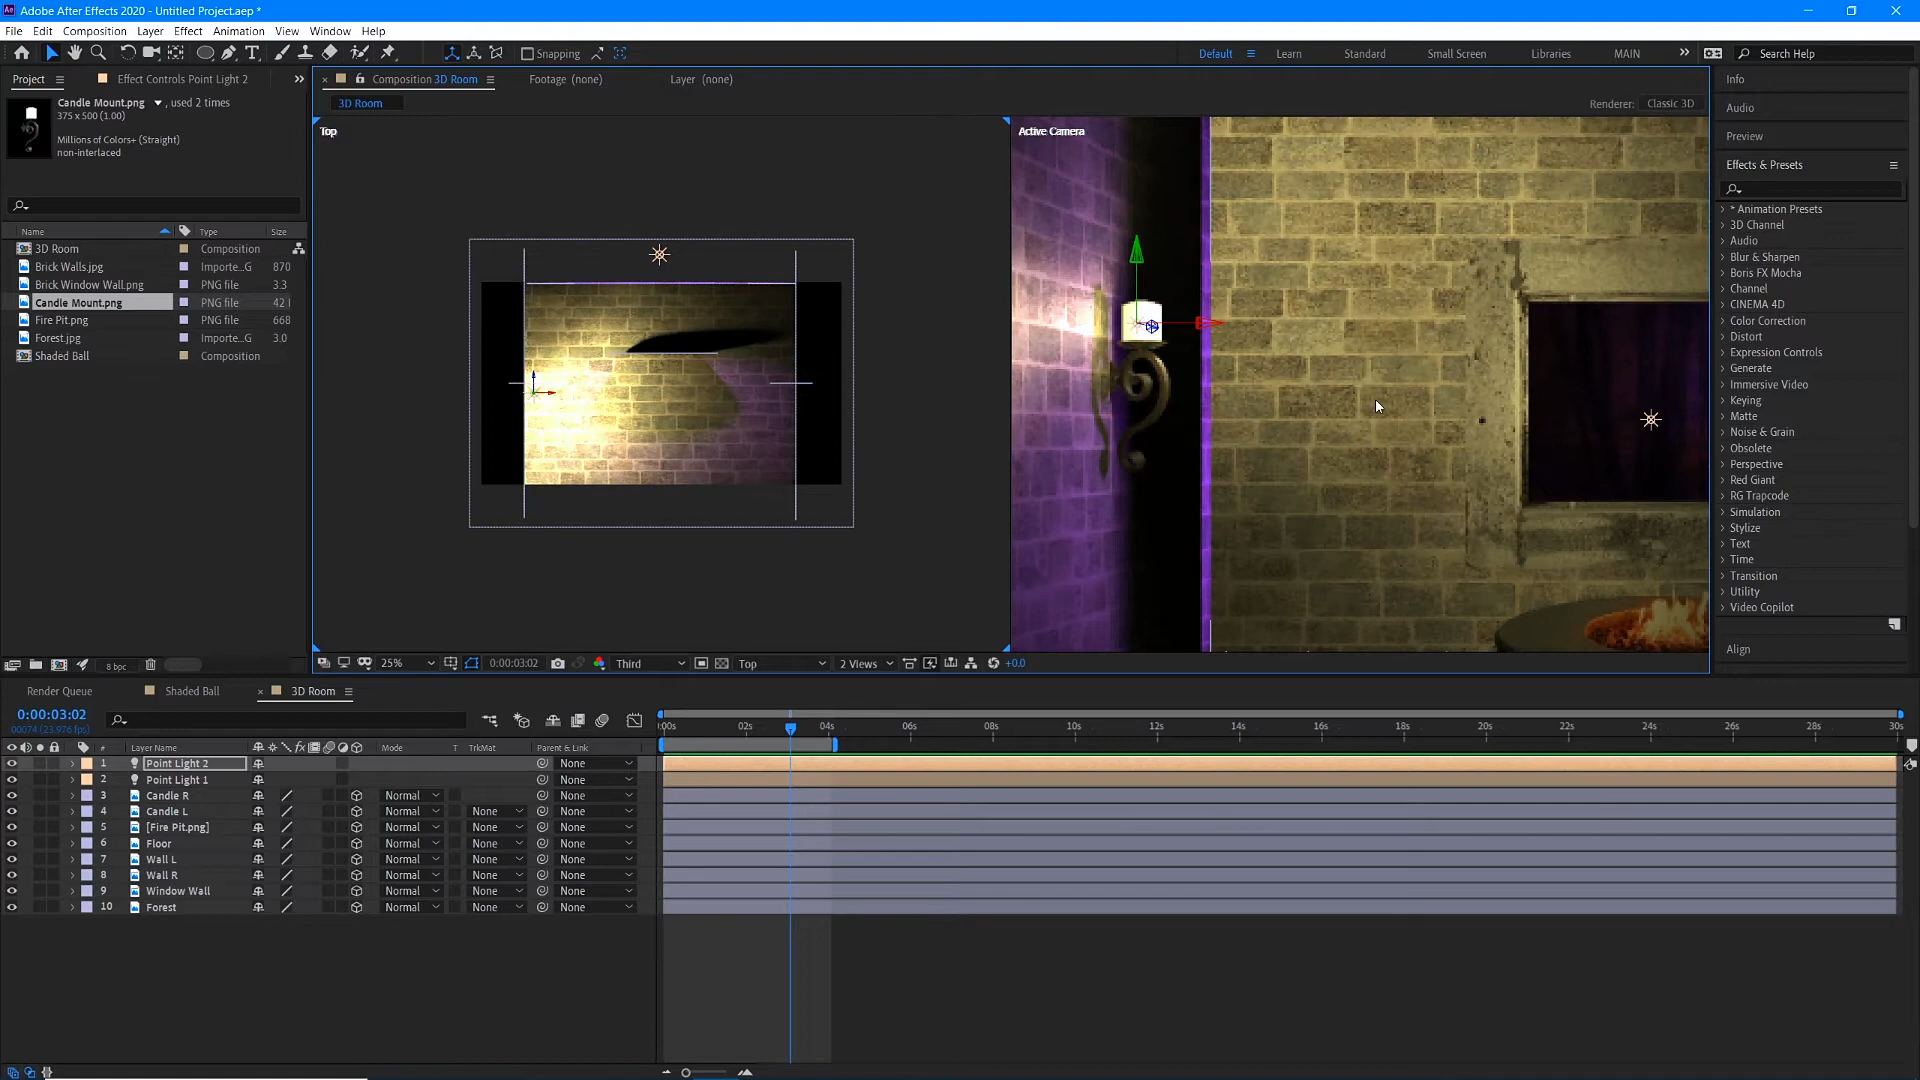 Adobe After Effects 2020 - Untitled Project.aep *
File Edit Composition Layer Effect Animation View Window Help
Snapping Default Learn Standard Small Screen Libraries MAIN Search Help
Project Effect Controls Point Light 2
Candle Mount.png , used 2 times
375 x 500 (1.00)
Millions of Colors+ (Straight)
non-interlaced
Name Type Size
3D Room Composition
Brick Walls.jpg Importe...G 870
Brick Window Wall.png PNG file 3.3
Candle Mount.png PNG file 42
Fire Pit.png PNG file 668
Forest.jpg Importe...G 3.0
Shaded Ball Composition
8 bpc
Composition 3D Room Footage (none) Layer (none)
3D Room Renderer: Classic 3D
Top
Active Camera
25% 0:00:03:02 Third Top 2 Views +0.0
Info
Audio
Preview
Effects & Presets
* Animation Presets
3D Channel
Audio
Blur & Sharpen
Boris FX Mocha
Channel
CINEMA 4D
Color Correction
Distort
Expression Controls
Generate
Immersive Video
Keying
Matte
Noise & Grain
Obsolete
Perspective
Red Giant
RG Trapcode
Simulation
Stylize
Text
Time
Transition
Utility
Video Copilot
Align
Render Queue Shaded Ball 3D Room
0:00:03:02
00074 (23.976 fps)
:00s 02s 04s 06s 08s 10s 12s 14s 16s 18s 20s 22s 24s 26s 28s 30s
# Layer Name Mode T TrkMat Parent & Link
1 Point Light 2 None
2 Point Light 1 None
3 Candle R Normal None
4 Candle L Normal None None
5 [Fire Pit.png] Normal None None
6 Floor Normal None None
7 Wall L Normal None None
8 Wall R Normal None None
9 Window Wall Normal None None
10 Forest Normal None None